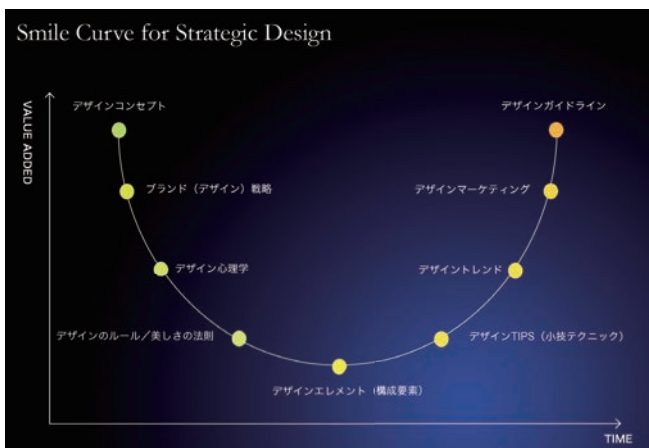 Smile Curve for Strategic Design
VALUE ADDED
デザインコンセプト
デザインガイドライン
ブランド（デザイン）戦略
デザインマーケティング
デザイン心理学
デザイントレンド
デザインのルール／美しさの法則
デザインTIPS（小技テクニック）
デザインエレメント（構成要素）
TIME